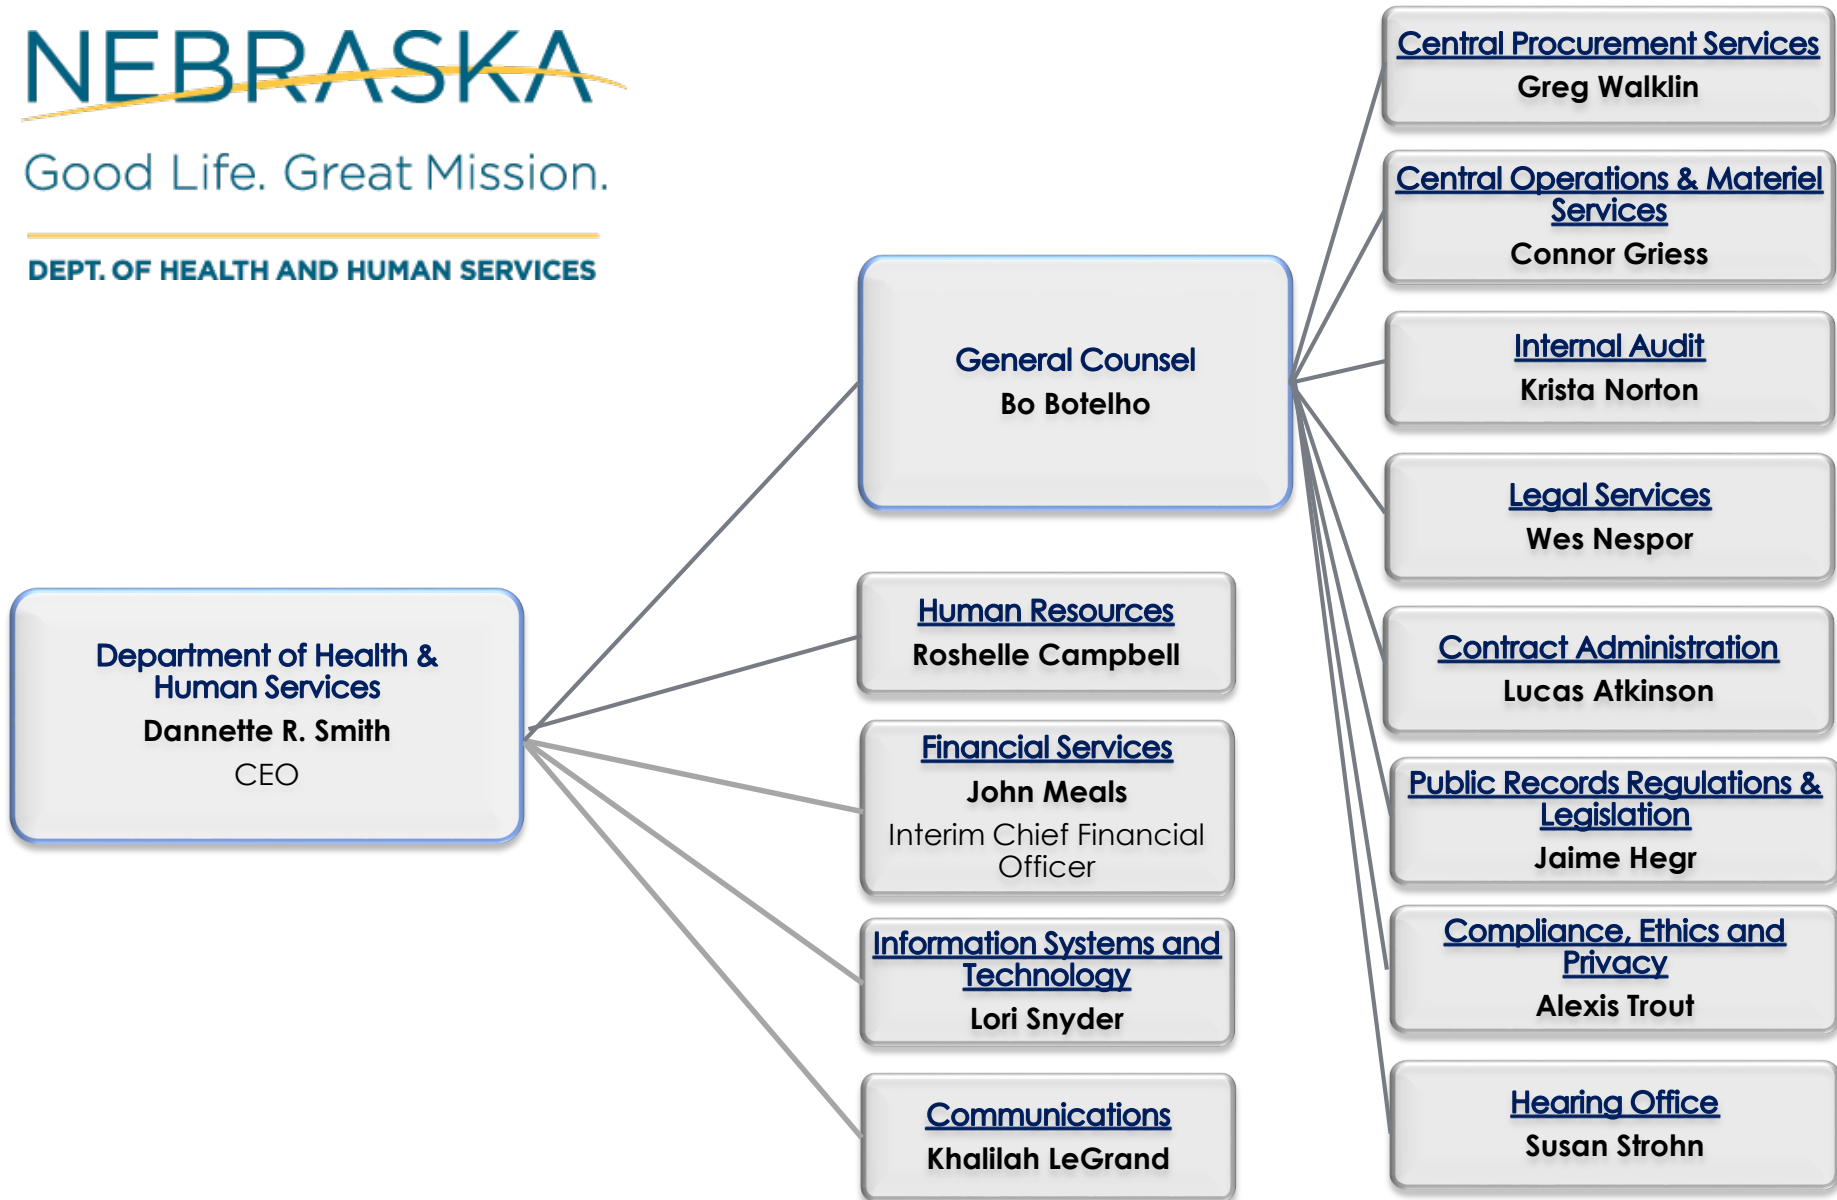 NEBRASKA
Good Life. Great Mission.
DEPT. OF HEALTH AND HUMAN SERVICES
Department of Health &
Human Services
Dannette R. Smith
CEO
General Counsel
Bo Botelho
Human Resources
Roshelle Campbell
Financial Services
John Meals
Interim Chief Financial
Officer
Information Systems and
Technology
Lori Snyder
Communications
Khalilah LeGrand
Central Procurement Services
Greg Walklin
Central Operations & Materiel
Services
Connor Griess
Internal Audit
Krista Norton
Legal Services
Wes Nespor
Contract Administration
Lucas Atkinson
Public Records Regulations &
Legislation
Jaime Hegr
Compliance, Ethics and
Privacy
Alexis Trout
Hearing Office
Susan Strohn